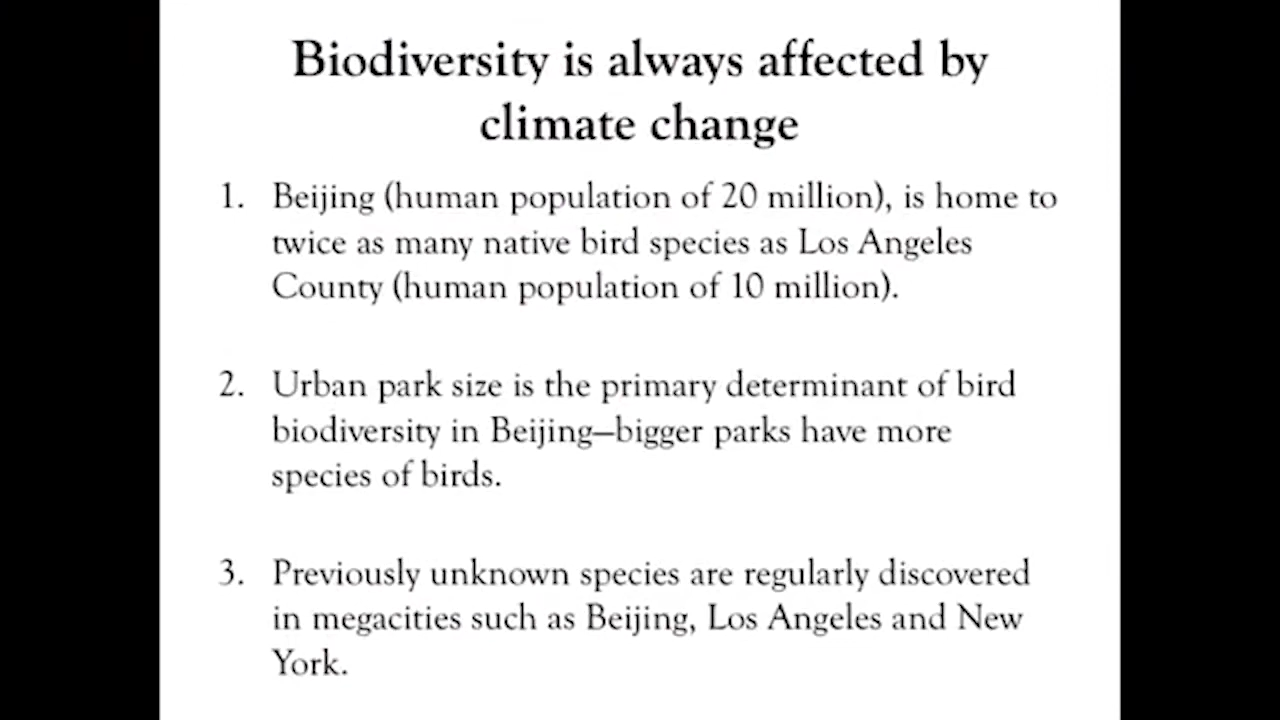 Biodiversity is always affected by
climate change
1. Beijing (human population of 20 million), is home to
twice as many native bird species as Los Angeles
County (human population of 10 million).
2. Urban park size is the primary determinant of bird
biodiversity in Beijing—bigger parks have more
species of birds.
3. Previously unknown species are regularly discovered
in megacities such as Beijing, Los Angeles and New
York.